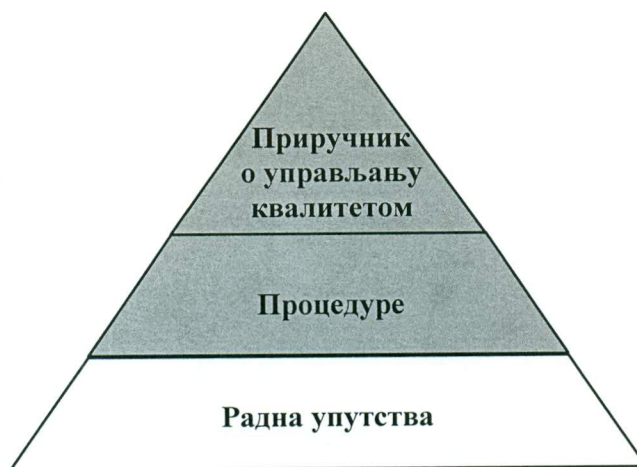 Приручник
о управљању
квалитетом
Процедуре
Радна упутства